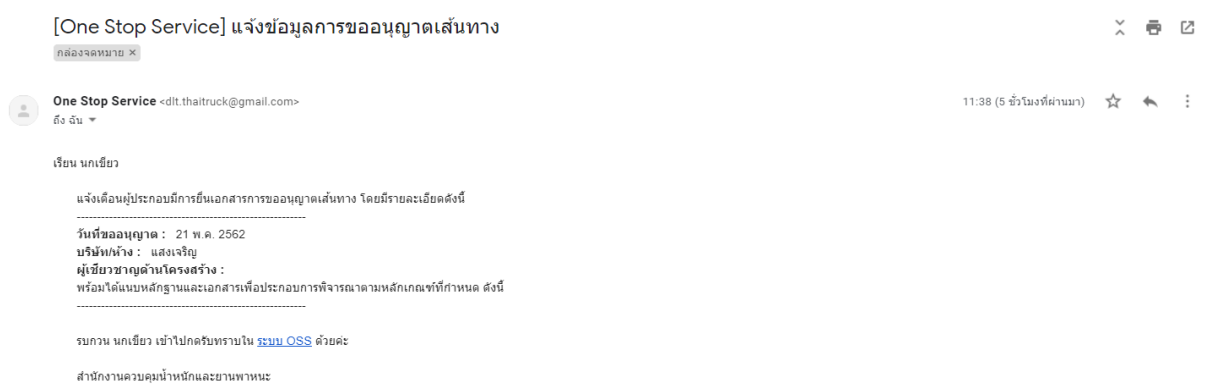 [One Stop Service] แจ้งข้อมูลการขออนุญาตเส้นทาง
กล่องจดหมาย ×
One Stop Service <dlt.thaitruck@gmail.com>
11:38 (5 ชั่วโมงที่ผ่านมา)
ถึง ฉัน
เรียน นกเขียว
แจ้งเตือนผู้ประกอบมีการยื่นเอกสารการขออนุญาตเส้นทาง โดยมีรายละเอียดดังนี้
---------------------------------------------------------
วันที่ขออนุญาต : 21 พ.ค. 2562
บริษัท/ห้าง : แสงเจริญ
ผู้เชี่ยวชาญด้านโครงสร้าง :
พร้อมได้แนบหลักฐานและเอกสารเพื่อประกอบการพิจารณาตามหลักเกณฑ์ที่กำหนด ดังนี้
---------------------------------------------------------
รบกวน นกเขียว เข้าไปกดรับทราบใน ระบบ OSS ด้วยค่ะ
สำนักงานควบคุมน้ำหนักและยานพาหนะ